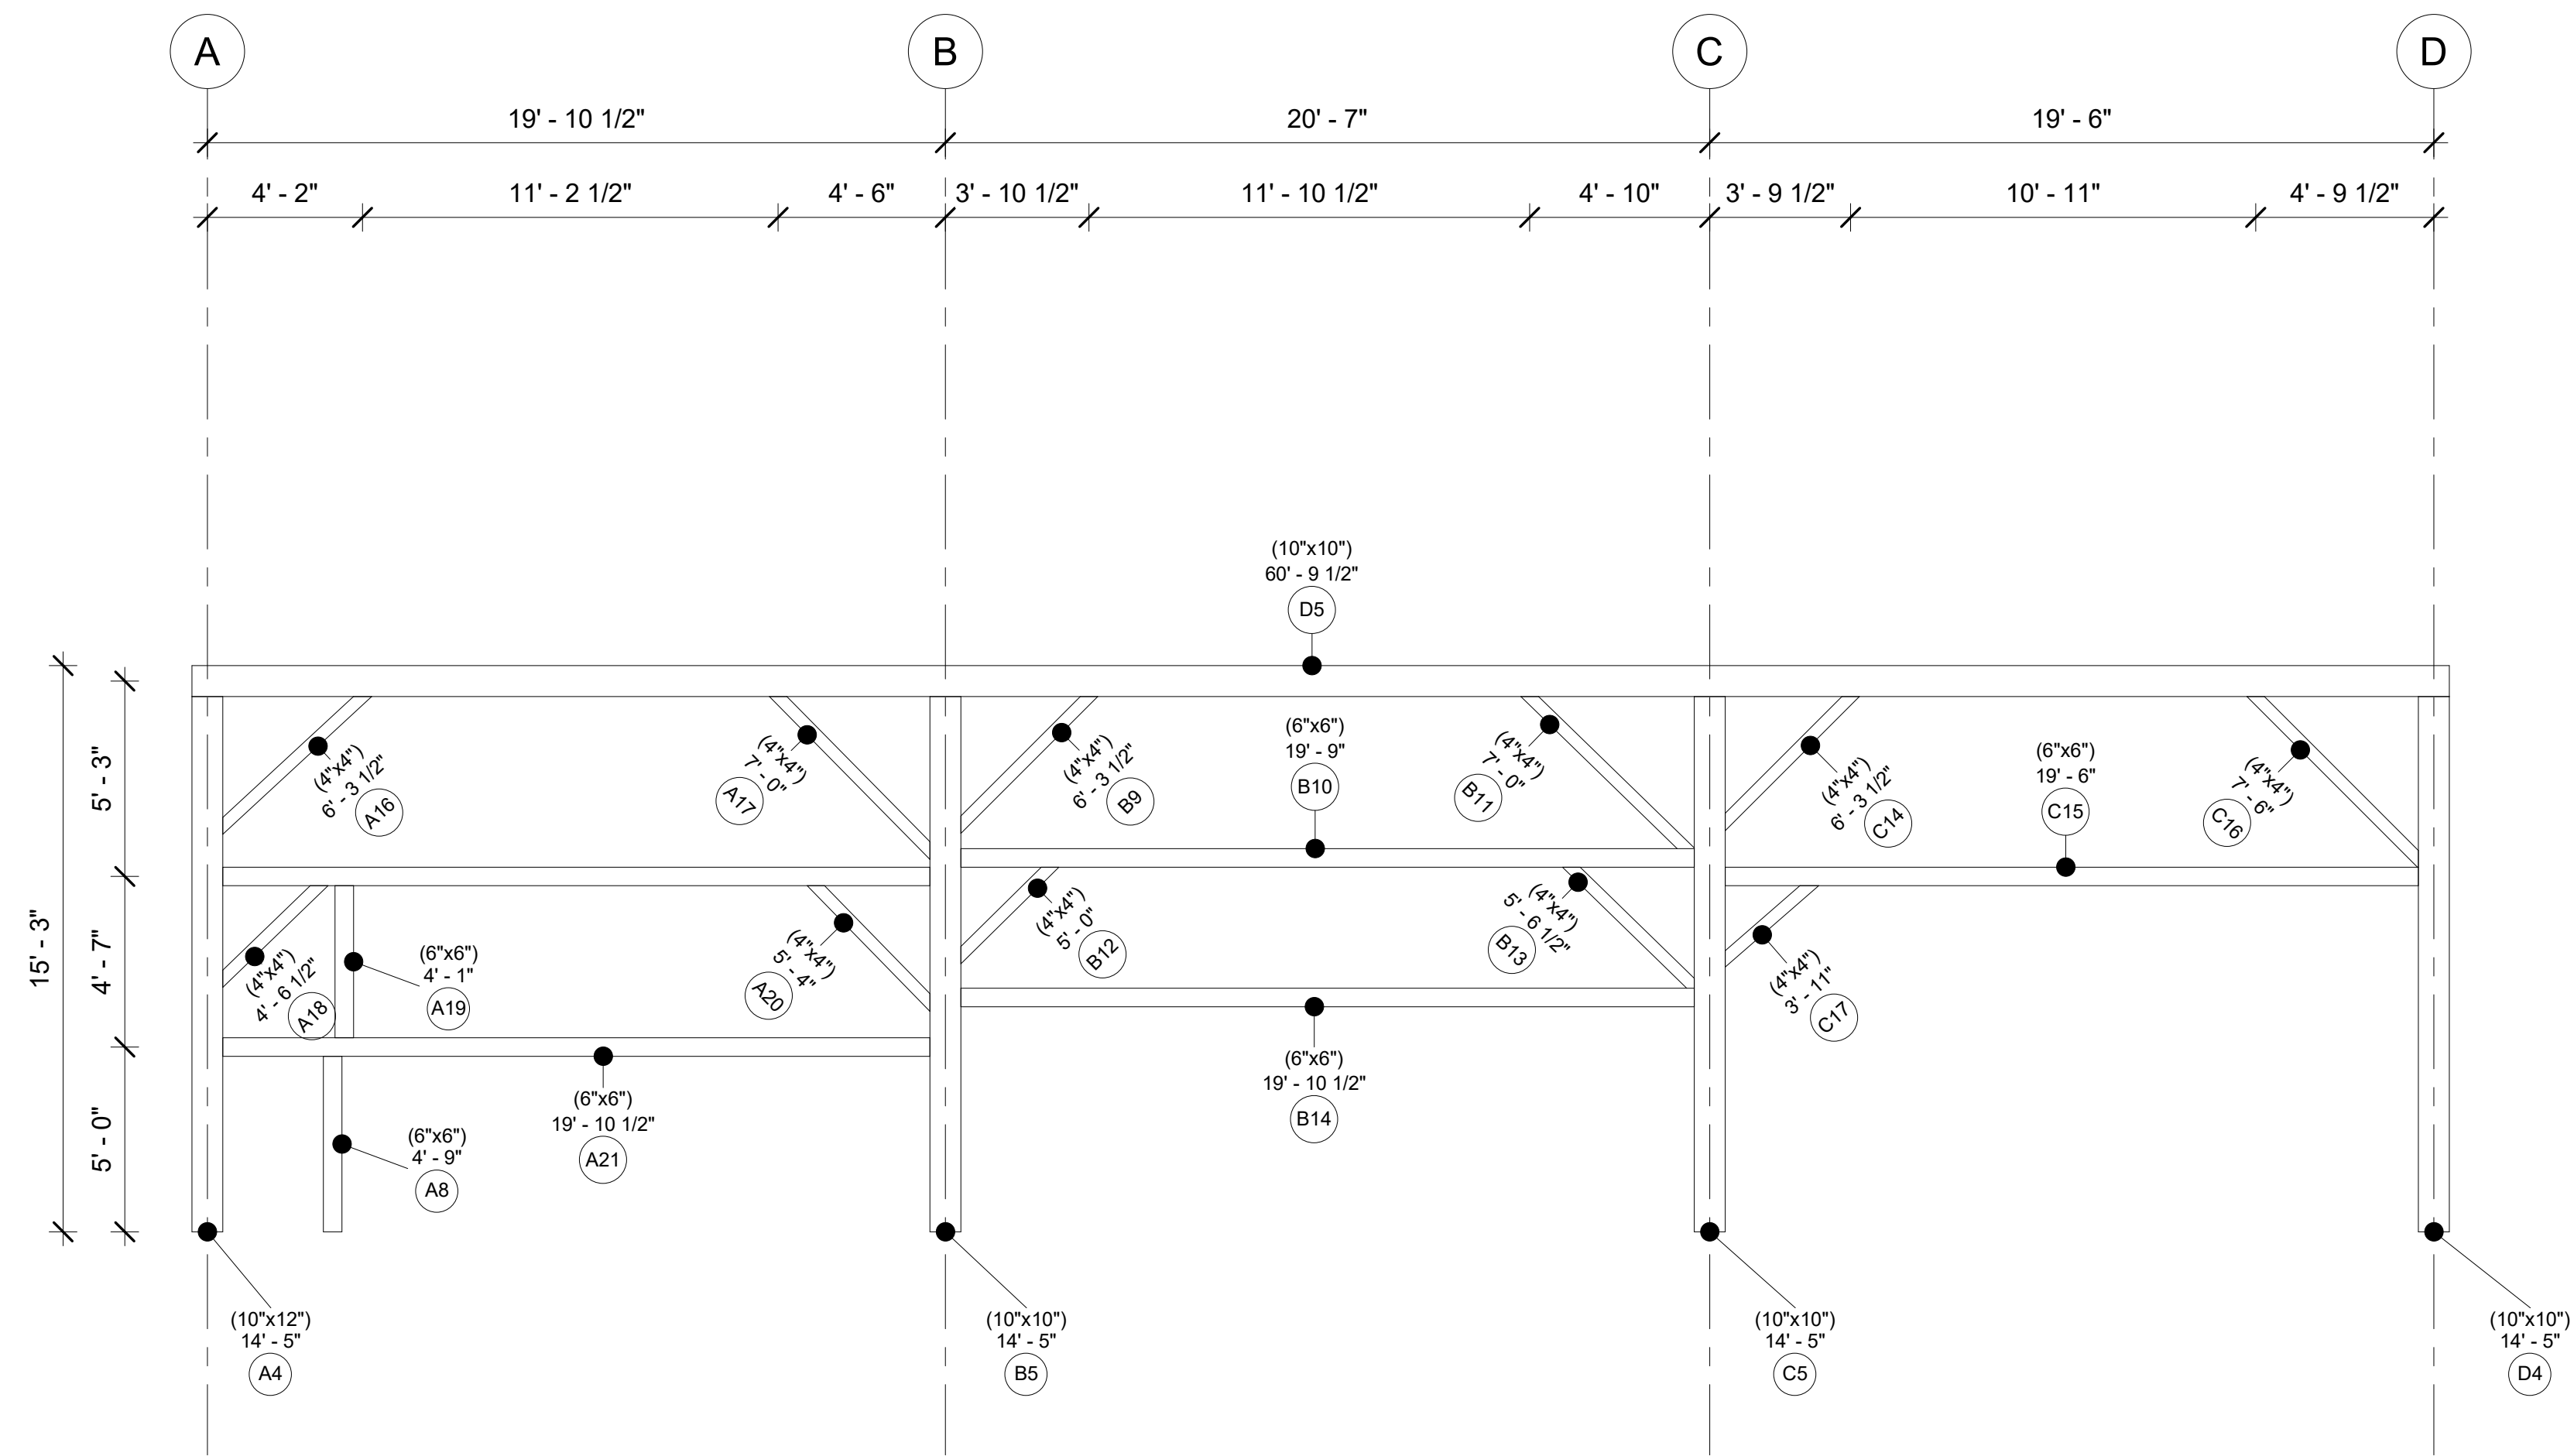 A
B
C
D
19' - 10 1/2"
20' - 7"
19' - 6"
4' - 2"
11' - 2 1/2"
4' - 6"
3' - 10 1/2"
11' - 10 1/2"
4' - 10"
3' - 9 1/2"
10' - 11"
4' - 9 1/2"
15' - 3"
5' - 3"
4' - 7"
5' - 0"
(10"x10")
60' - 9 1/2"
D5
(4"x4")
6' - 3 1/2"
A16
(4"x4")
7' - 0"
A17
(4"x4")
6' - 3 1/2"
B9
(6"x6")
19' - 9"
B10
(4"x4")
7' - 0"
B11
(4"x4")
6' - 3 1/2"
C14
(6"x6")
19' - 6"
C15
(4"x4")
7' - 6"
C16
(4"x4")
4' - 6 1/2"
A18
(6"x6")
4' - 1"
A19
(4"x4")
5' - 4"
A20
(4"x4")
5' - 0"
B12
(4"x4")
5' - 6 1/2"
B13
(4"x4")
3' - 11"
C17
(6"x6")
19' - 10 1/2"
A21
(6"x6")
19' - 10 1/2"
B14
(6"x6")
4' - 9"
A8
(10"x12")
14' - 5"
A4
(10"x10")
14' - 5"
B5
(10"x10")
14' - 5"
C5
(10"x10")
14' - 5"
D4